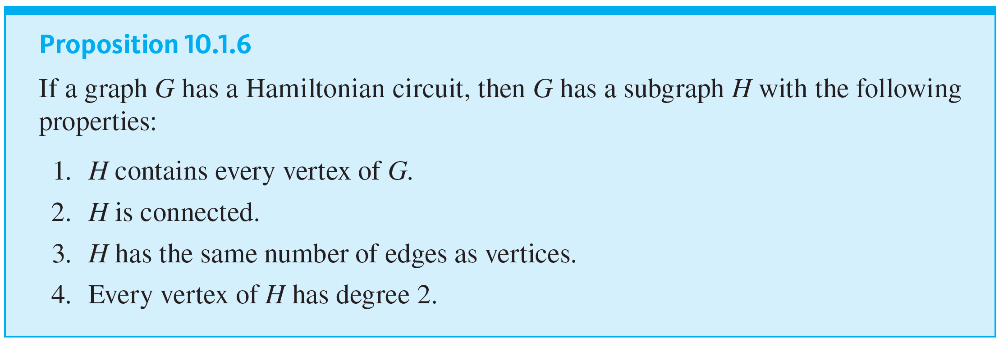 Proposition 10.1.6
If a graph G has a Hamiltonian circuit, then G has a subgraph H with the following
properties:
1. H contains every vertex of G.
2. H is connected.
3. H has the same number of edges as vertices.
4. Every vertex of H has degree 2.